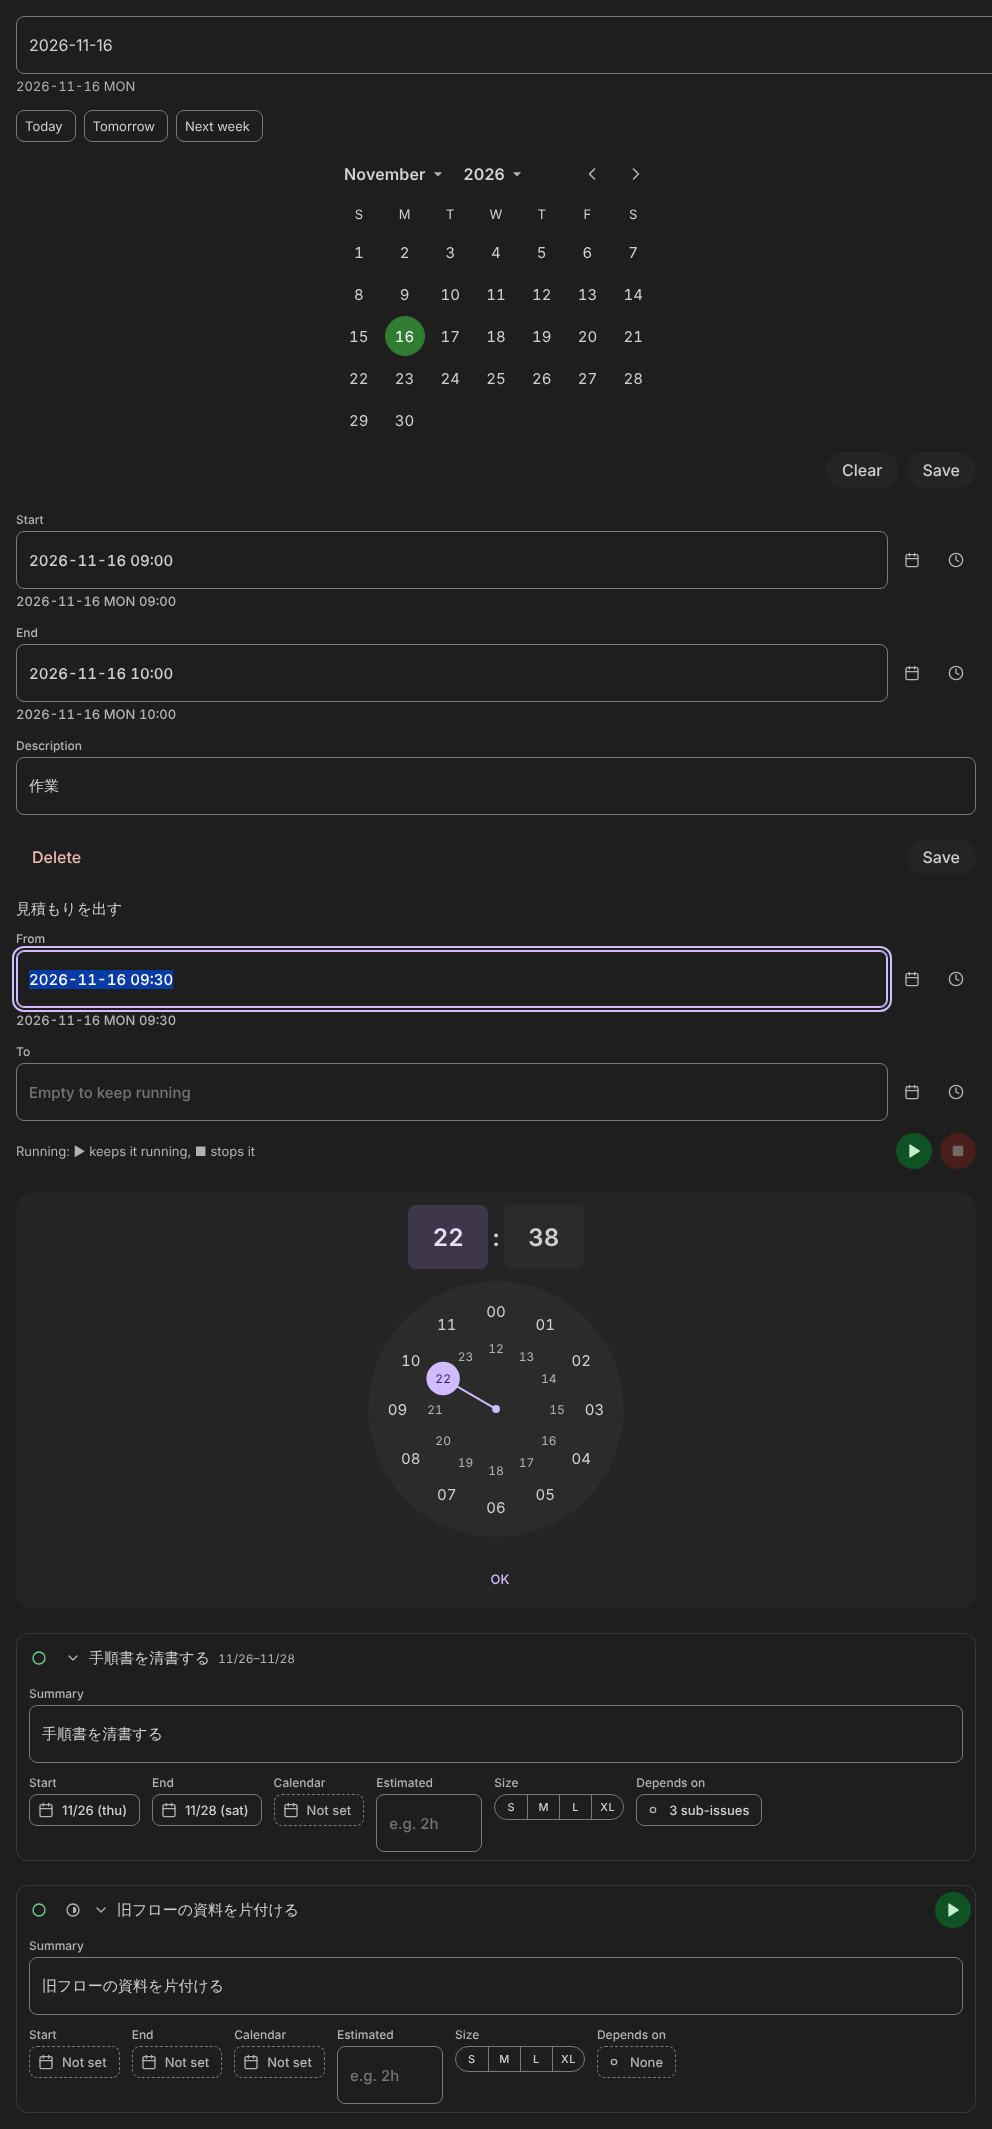 2026-11-16
2026-11-16 MON
Today Tomorrow Next week
November 2026
S M T W T F S
1 2 3 4 5 6 7
8 9 10 11 12 13 14
15 16 17 18 19 20 21
22 23 24 25 26 27 28
29 30
Clear Save
Start
2026-11-16 09:00
2026-11-16 MON 09:00
End
2026-11-16 10:00
2026-11-16 MON 10:00
Description
作業
Delete Save
見積もりを出す
From
2026-11-16 09:30
2026-11-16 MON 09:30
To
Empty to keep running
Running: ▶ keeps it running, ■ stops it
22 : 38
00
11 01
12
23 13
10 02
22 14
09 21 15 03
20 16
08 04
19 17
18
07 05
06
OK
手順書を清書する 11/26–11/28
Summary
手順書を清書する
Start End Calendar Estimated Size Depends on
11/26 (thu) 11/28 (sat) Not set e.g. 2h S M L XL 3 sub-issues
旧フローの資料を片付ける
Summary
旧フローの資料を片付ける
Start End Calendar Estimated Size Depends on
Not set Not set Not set e.g. 2h S M L XL None